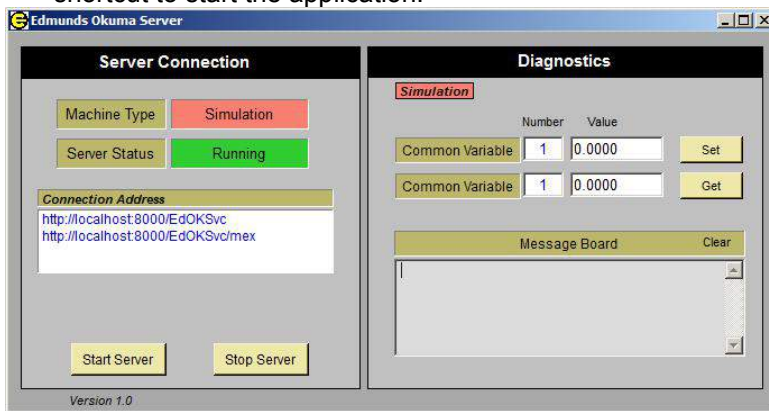 shortcut to start the application.
Edmunds Okuma Server
Server Connection
Machine Type Simulation
Server Status Running
Connection Address
http://localhost:8000/EdOKSvc
http://localhost:8000/EdOKSvc/mex
Start Server Stop Server
Version 1.0
Diagnostics
Simulation
Number Value
Common Variable 1 0.0000 Set
Common Variable 1 0.0000 Get
Message Board Clear